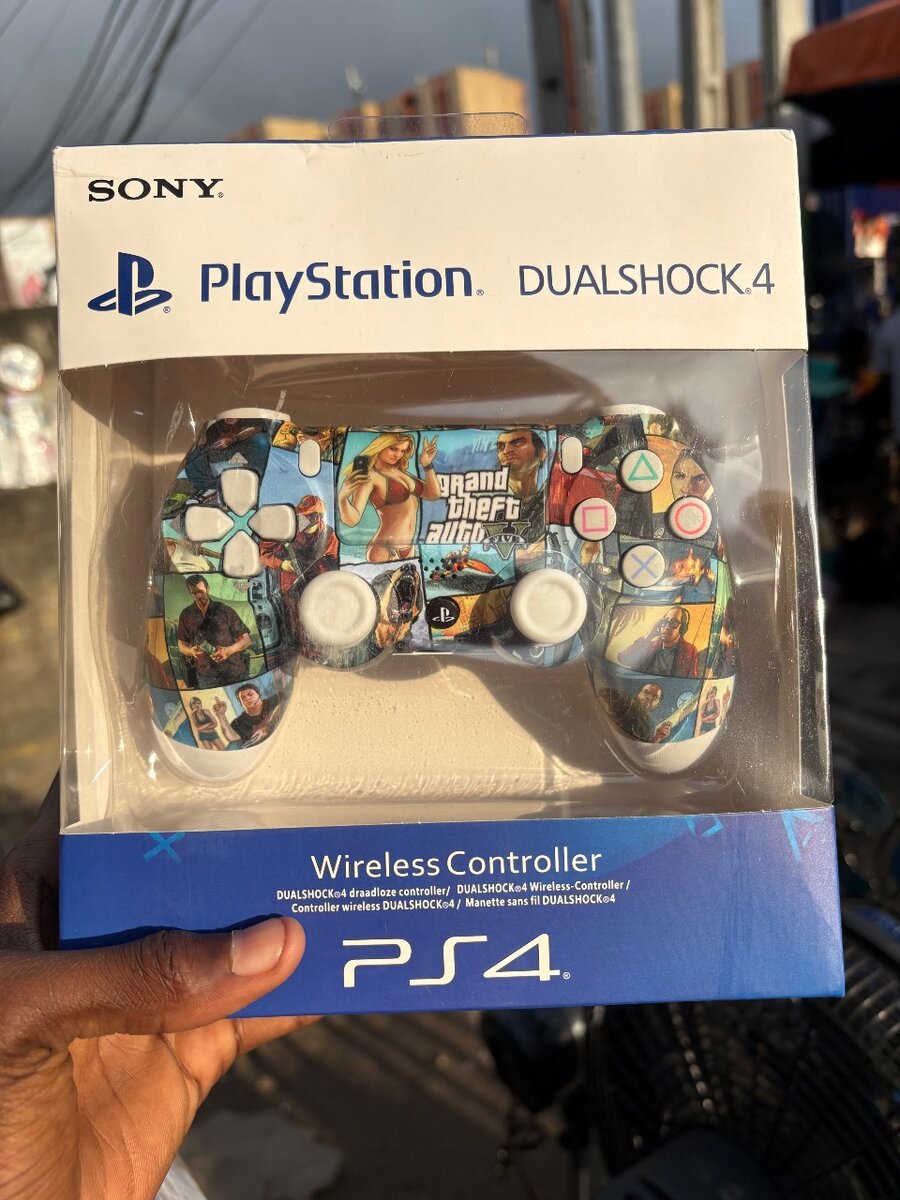 SONY®
PlayStation® DUALSHOCK®4
grand
theft
auto
V
FIVE
Wireless Controller
DUALSHOCK®4 draadloze controller/ DUALSHOCK®4 Wireless-Controller /
Controller wireless DUALSHOCK®4 / Manette sans fil DUALSHOCK®4
PS4®